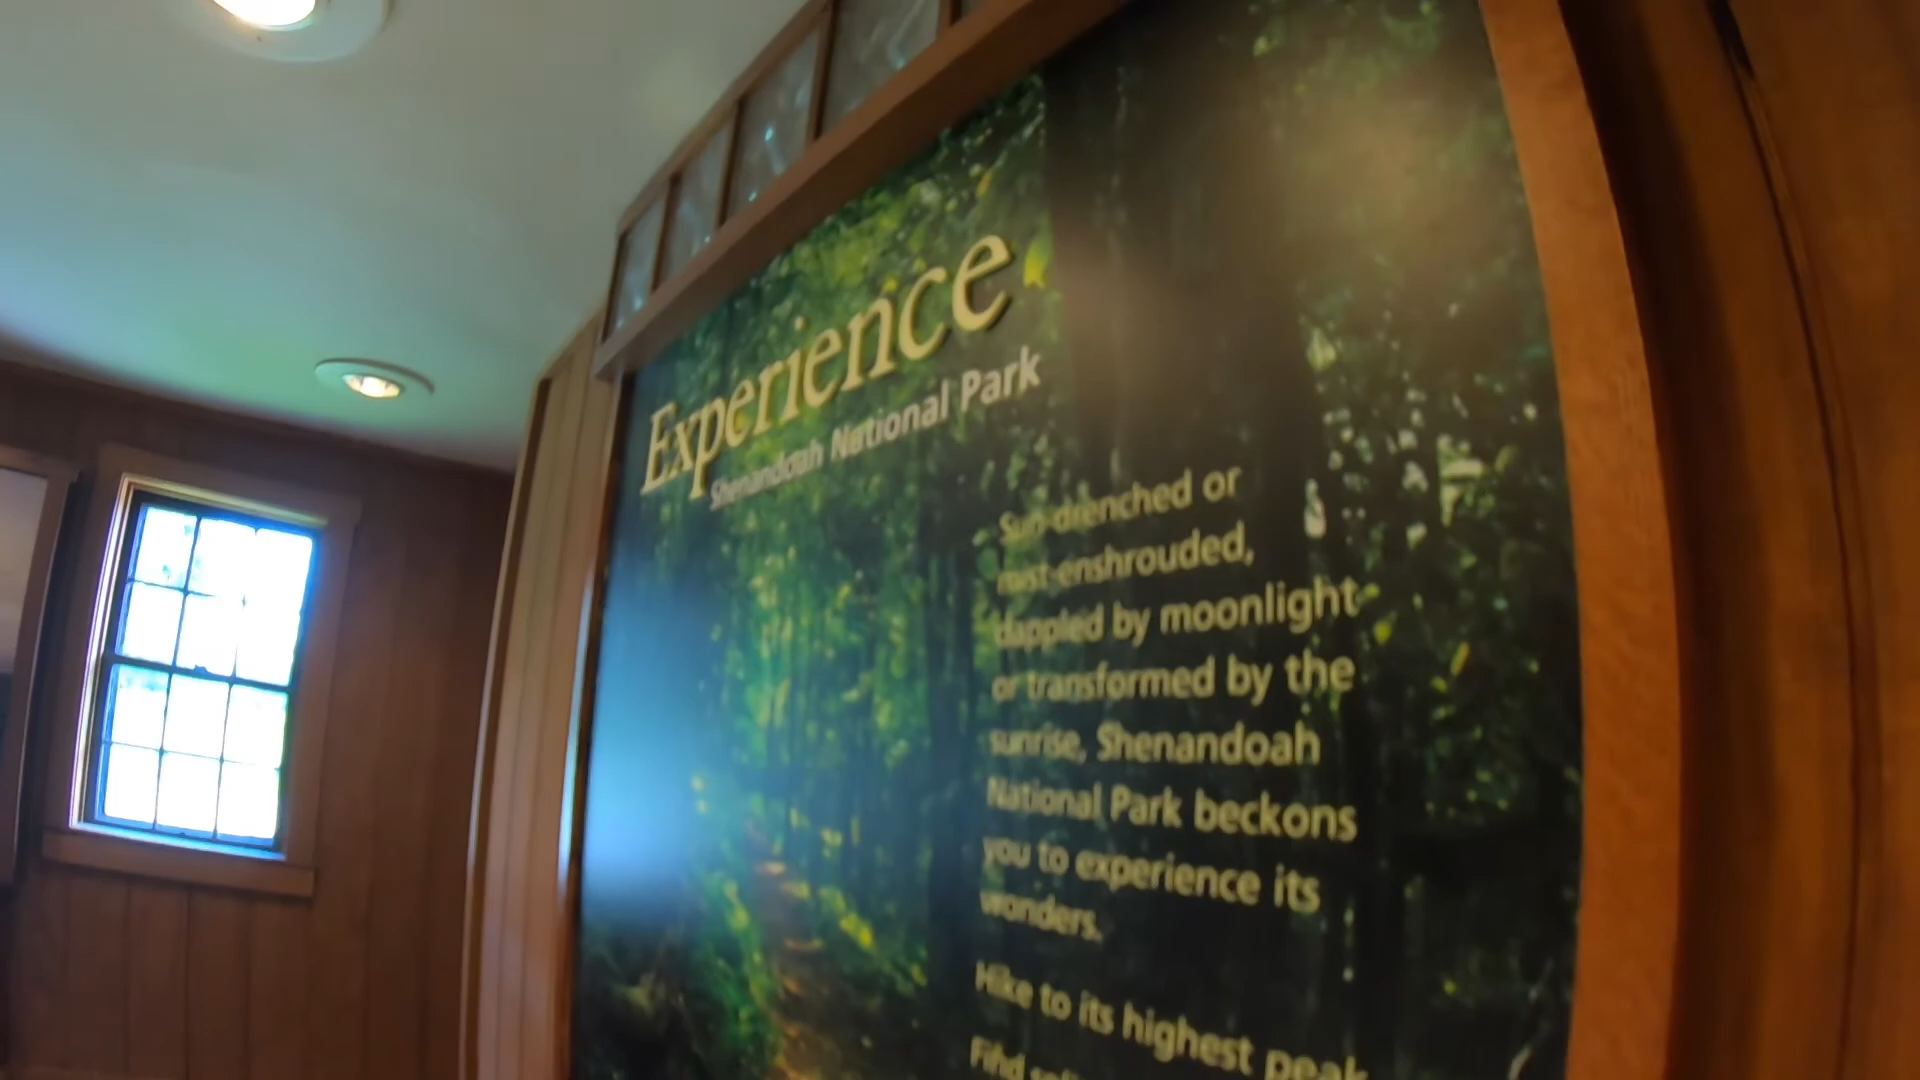 Experience
Shenandoah National Park
Sun-drenched or
mist-enshrouded,
dappled by moonlight
or transformed by the
sunrise, Shenandoah
National Park beckons
you to experience its
wonders.
Hike to its highest peak
Find